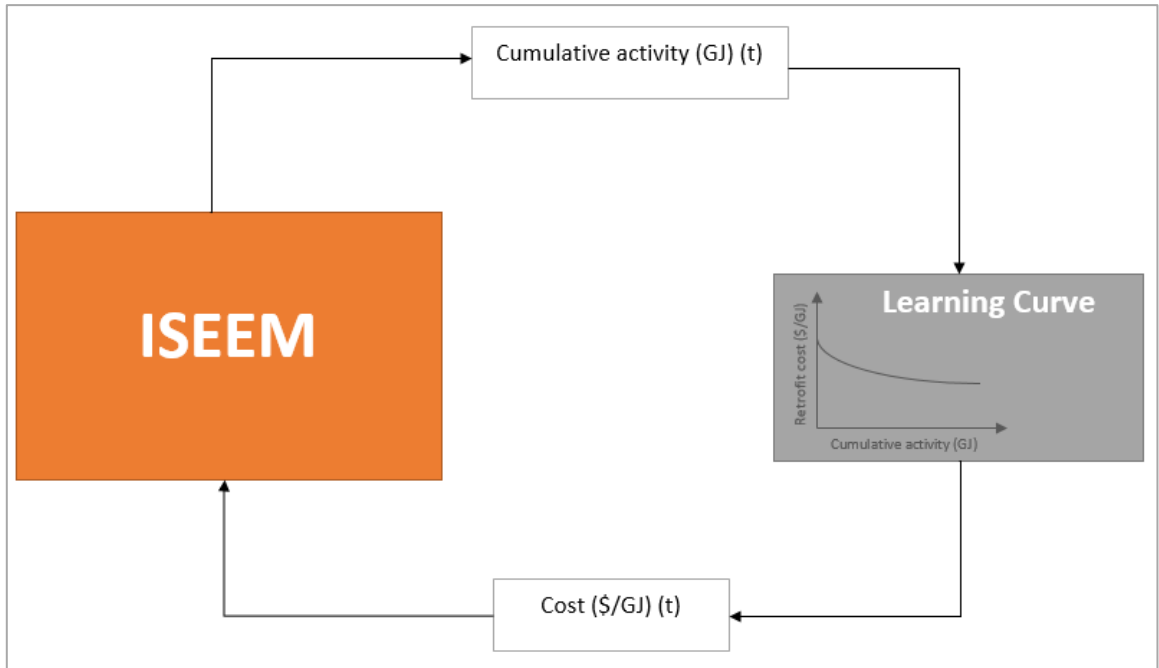 Cumulative activity (GJ) (t)
ISEEM
Learning Curve
Retrofit cost ($/GJ)
Cumulative activity (GJ)
Cost ($/GJ) (t)